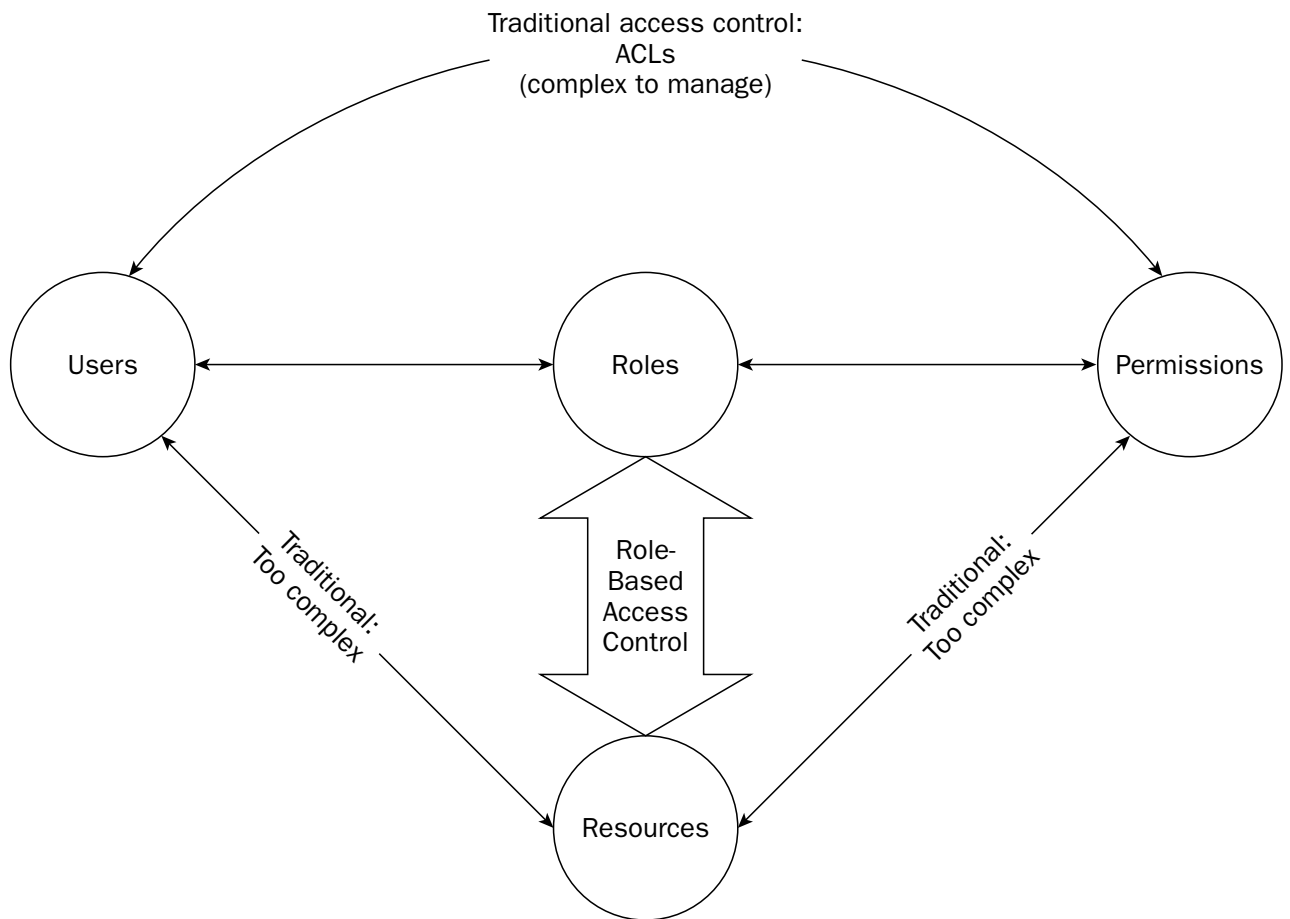 Traditional access control:
ACLs
(complex to manage)
Users
Roles
Permissions
Traditional:
Too complex
Role-
Based
Access
Control
Traditional:
Too complex
Resources